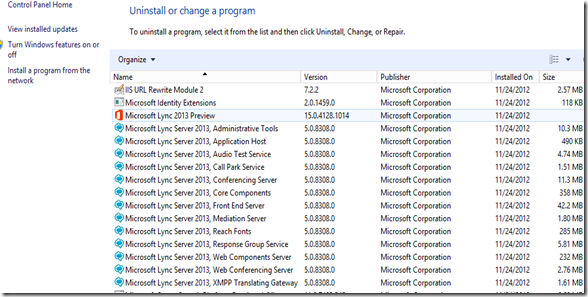 Control Panel Home
Uninstall or change a program
View installed updates
To uninstall a program, select it from the list and then click Uninstall, Change, or Repair.
Turn Windows features on or
off
Install a program from the
network
Organize
Name Version Publisher Installed On Size
IIS URL Rewrite Module 2 7.2.2 Microsoft Corporation 11/24/2012 2.57 MB
Microsoft Identity Extensions 2.0.1459.0 Microsoft Corporation 11/24/2012 118 KB
Microsoft Lync 2013 Preview 15.0.4128.1014 Microsoft Corporation 11/24/2012
Microsoft Lync Server 2013, Administrative Tools 5.0.8308.0 Microsoft Corporation 11/24/2012 10.3 MB
Microsoft Lync Server 2013, Application Host 5.0.8308.0 Microsoft Corporation 11/24/2012 490 KB
Microsoft Lync Server 2013, Audio Test Service 5.0.8308.0 Microsoft Corporation 11/24/2012 4.74 MB
Microsoft Lync Server 2013, Call Park Service 5.0.8308.0 Microsoft Corporation 11/24/2012 1.51 MB
Microsoft Lync Server 2013, Conferencing Server 5.0.8308.0 Microsoft Corporation 11/24/2012 11.3 MB
Microsoft Lync Server 2013, Core Components 5.0.8308.0 Microsoft Corporation 11/24/2012 358 MB
Microsoft Lync Server 2013, Front End Server 5.0.8308.0 Microsoft Corporation 11/24/2012 42.2 MB
Microsoft Lync Server 2013, Mediation Server 5.0.8308.0 Microsoft Corporation 11/24/2012 1.80 MB
Microsoft Lync Server 2013, Reach Fonts 5.0.8308.0 Microsoft Corporation 11/24/2012 285 MB
Microsoft Lync Server 2013, Response Group Service 5.0.8308.0 Microsoft Corporation 11/24/2012 5.81 MB
Microsoft Lync Server 2013, Web Components Server 5.0.8308.0 Microsoft Corporation 11/24/2012 232 MB
Microsoft Lync Server 2013, Web Conferencing Server 5.0.8308.0 Microsoft Corporation 11/24/2012 2.76 MB
Microsoft Lync Server 2013, XMPP Translating Gateway 5.0.8308.0 Microsoft Corporation 11/24/2012 1.61 MB